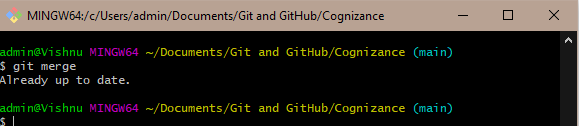 MINGW64:/c/Users/admin/Documents/Git and GitHub/Cognizance
admin@Vishnu MINGW64 ~/Documents/Git and GitHub/Cognizance (main)
$ git merge
Already up to date.
admin@Vishnu MINGW64 ~/Documents/Git and GitHub/Cognizance (main)
$